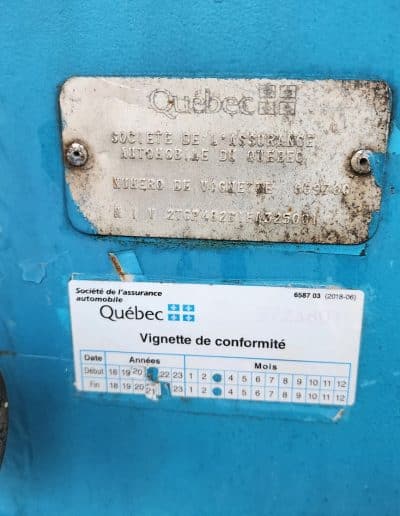 Québec
SOCIETE DE L'ASSURANCE
AUTOMOBILE DU QUEBEC
NUMERO DE VIGNETTE
N I V
Société de l'assurance
automobile
Québec
6587 03 (2018-06)
Vignette de conformité
Date Années Mois
Début 18 19 20 22 23 1 2 4 5 6 7 8 9 10 11 12
Fin 18 19 20 21 23 1 2 4 5 6 7 8 9 10 11 12